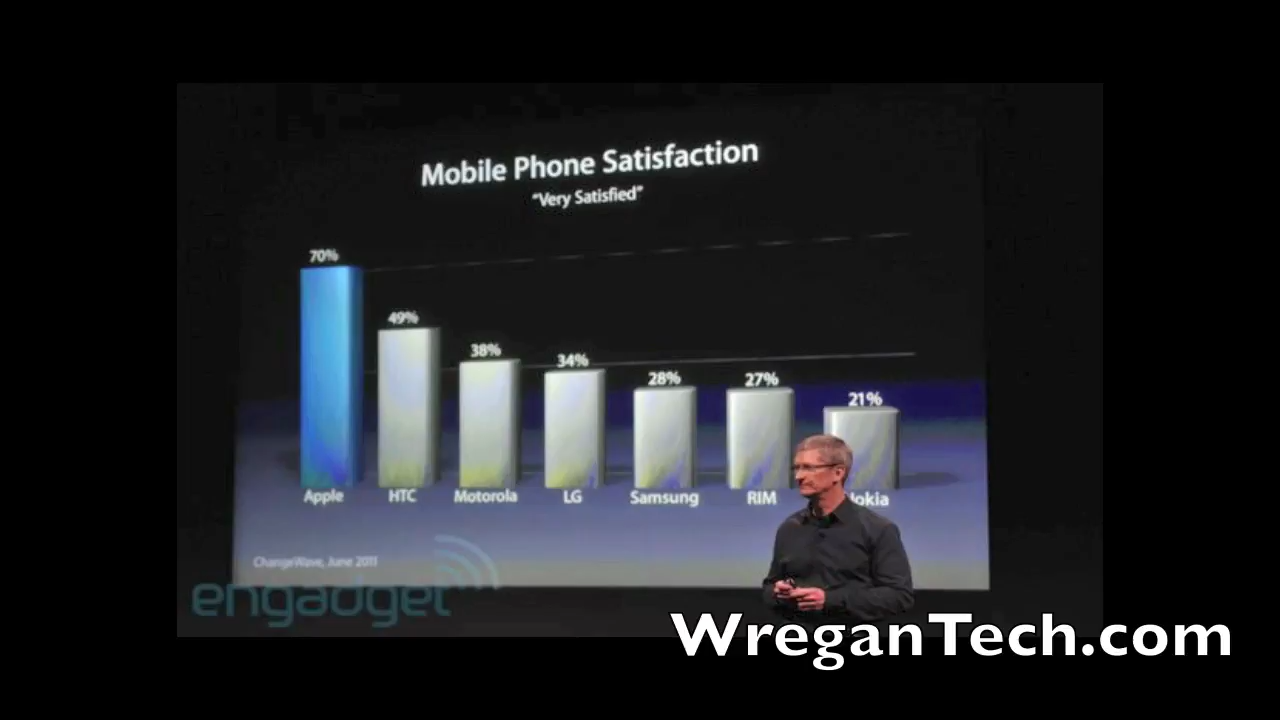 Mobile Phone Satisfaction
“Very Satisfied”
70%
49%
38%
34%
28%
27%
21%
Apple
HTC
Motorola
LG
Samsung
RIM
okia
ChangeWave, June 2011
engadget
WreganTech.com